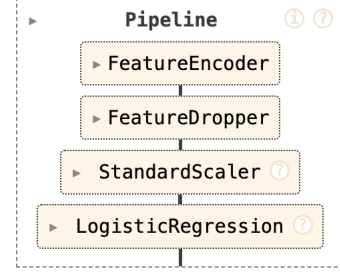 ▸ Pipeline i ?
▸ FeatureEncoder
▸ FeatureDropper
▸ StandardScaler ?
▸ LogisticRegression ?